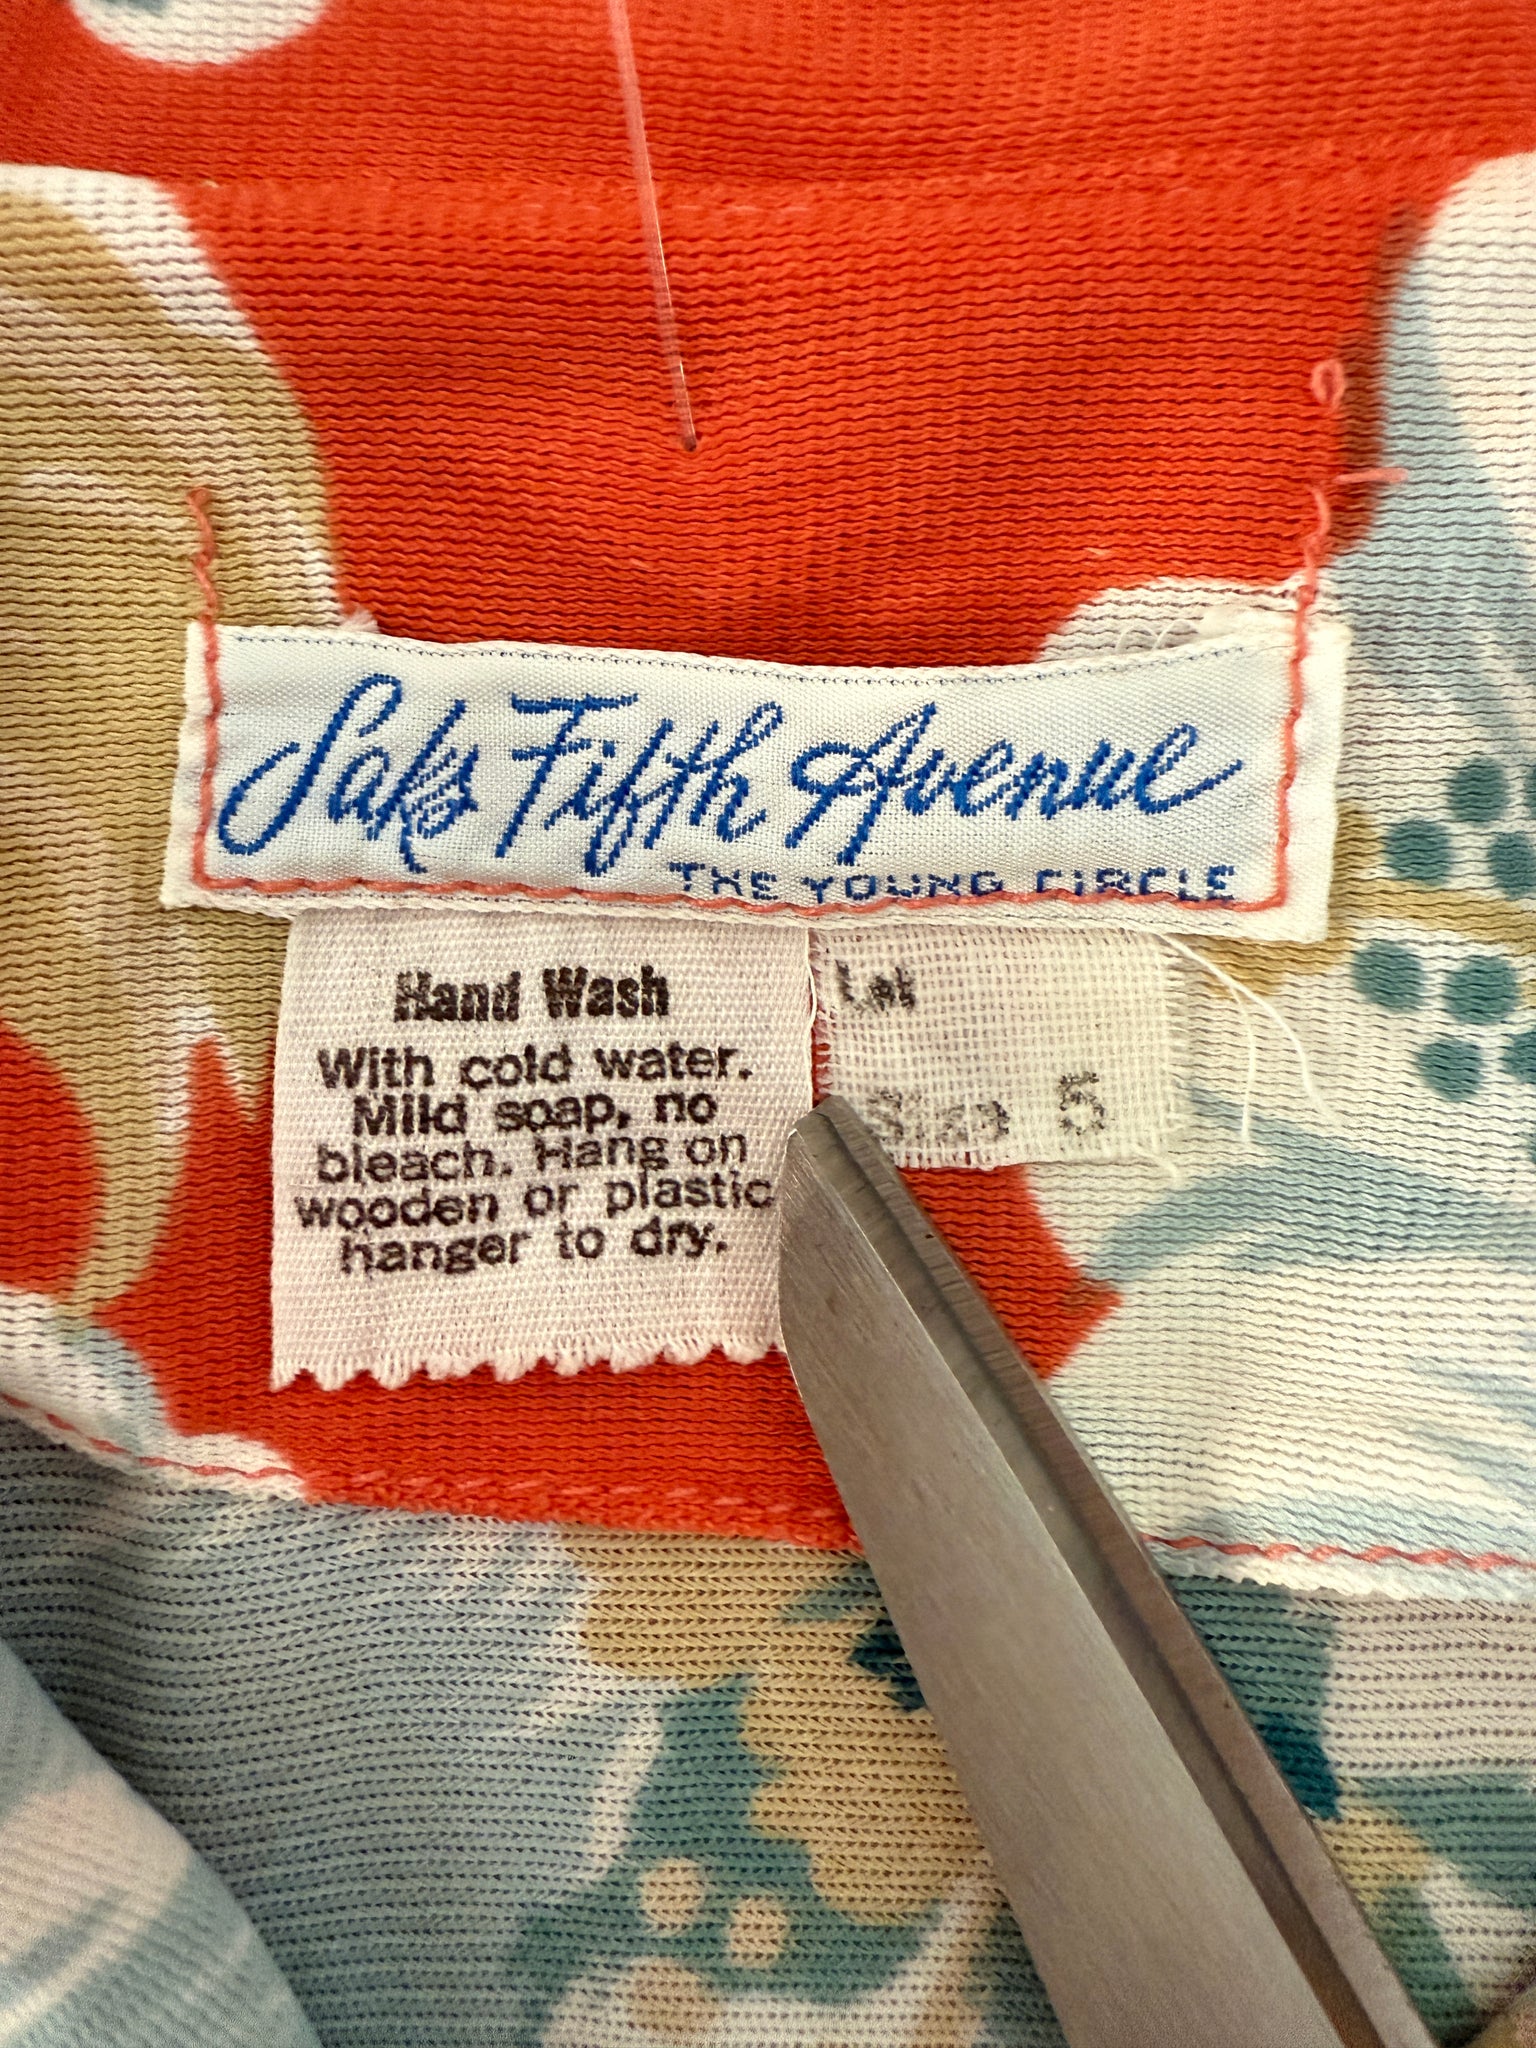 Saks Fifth Avenue
THE YOUNG CIRCLE
Hand Wash
With cold water.
Mild soap, no
bleach. Hang on
wooden or plastic
hanger to dry.
Lot
Size 5